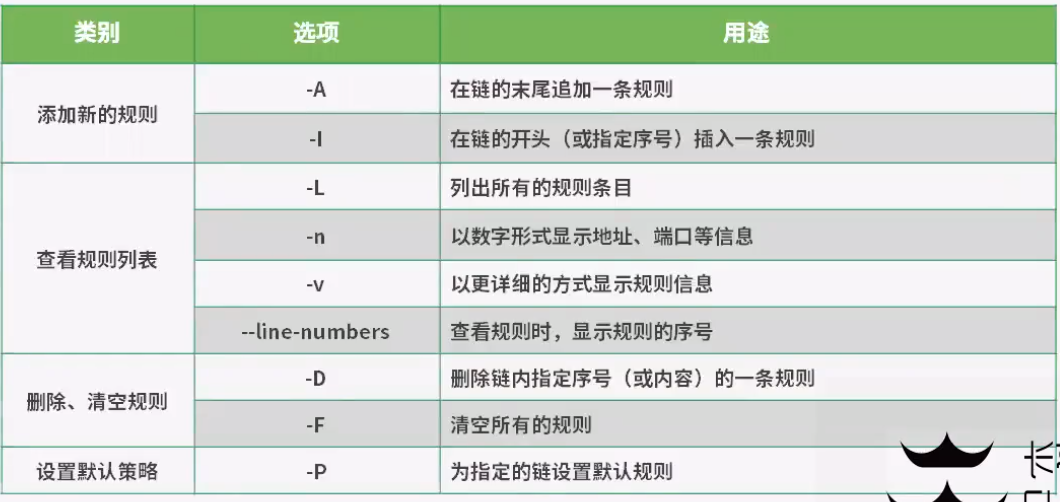 类别 选项 用途
添加新的规则 -A 在链的末尾追加一条规则
-I 在链的开头（或指定序号）插入一条规则
查看规则列表 -L 列出所有的规则条目
-n 以数字形式显示地址、端口等信息
-v 以更详细的方式显示规则信息
--line-numbers 查看规则时，显示规则的序号
删除、清空规则 -D 删除链内指定序号（或内容）的一条规则
-F 清空所有的规则
设置默认策略 -P 为指定的链设置默认规则